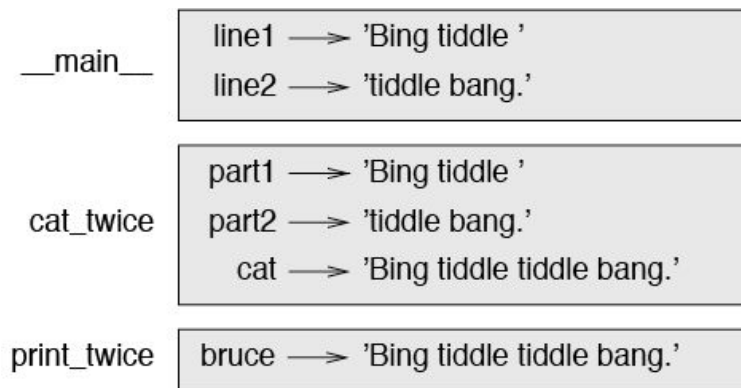 __main__
line1 → ’Bing tiddle ’
line2 → ’tiddle bang.’
cat_twice
part1 → ’Bing tiddle ’
part2 → ’tiddle bang.’
cat → ’Bing tiddle tiddle bang.’
print_twice
bruce → ’Bing tiddle tiddle bang.’